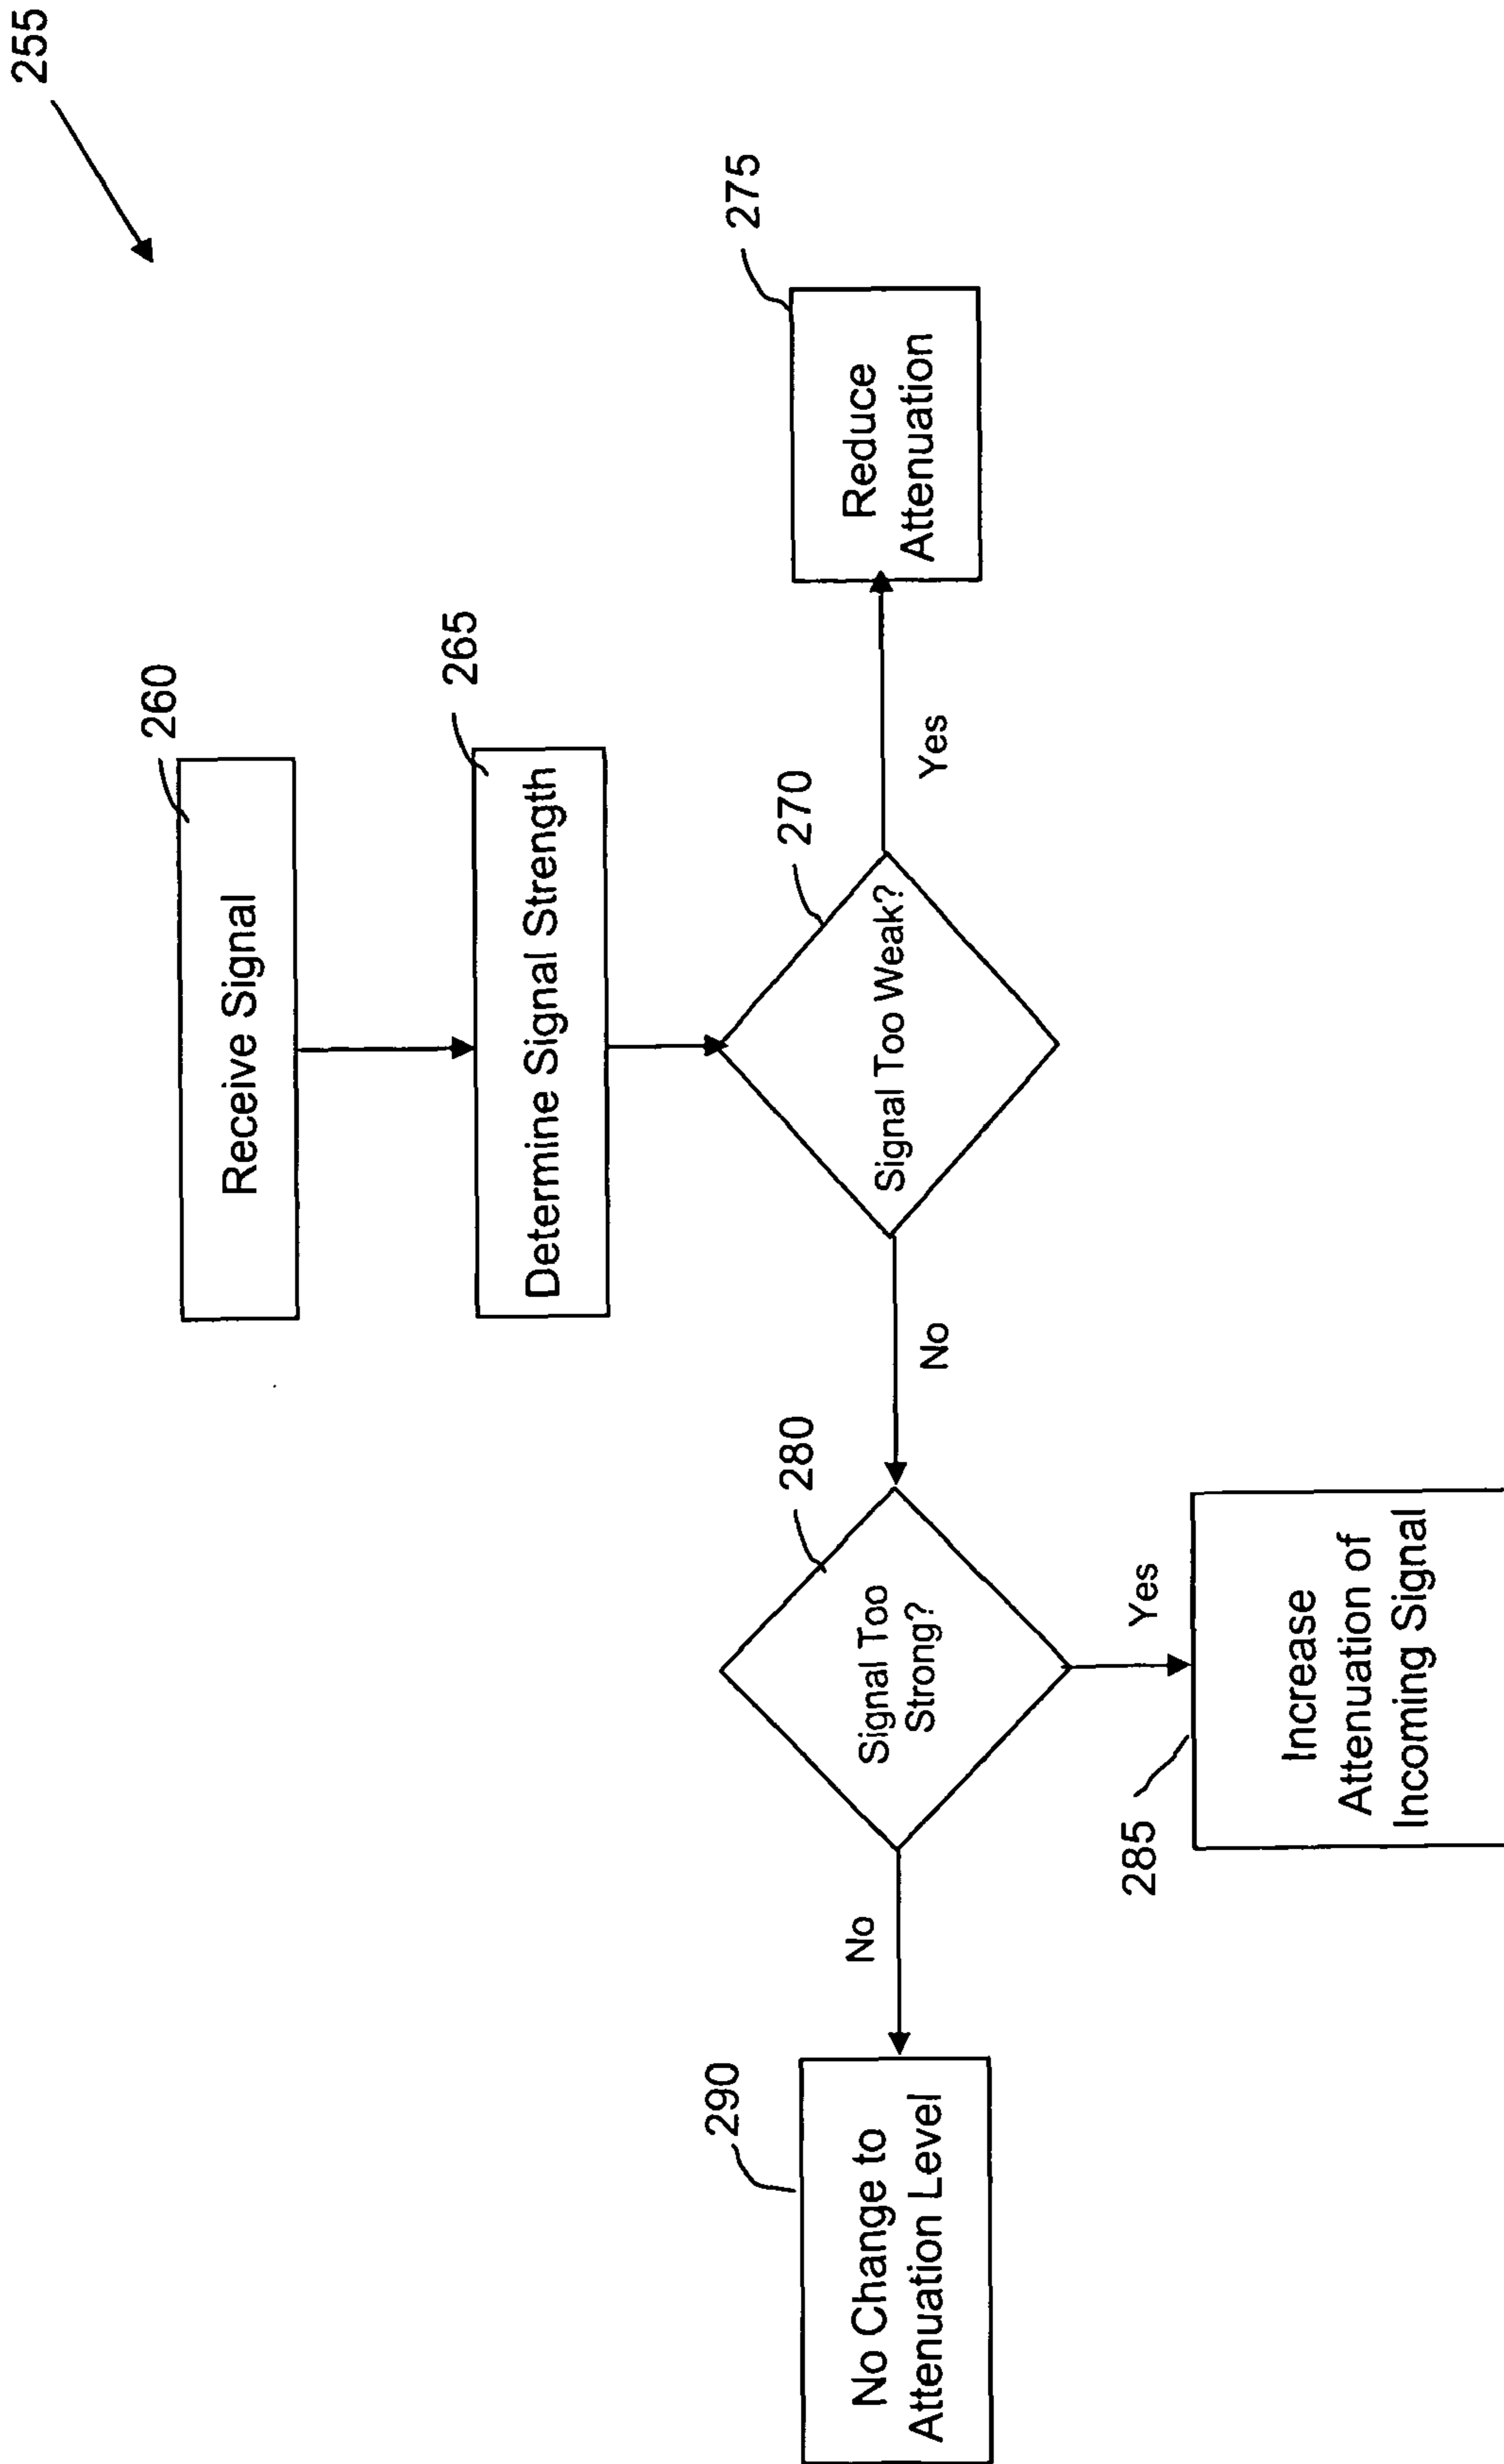 255
260
Receive Signal
265
Determine Signal Strength
270
Signal Too Weak?
Yes
275
Reduce
Attenuation
No
280
Signal Too
Strong?
Yes
285
Increase
Attenuation of
Incoming Signal
No
290
No Change to
Attenuation Level